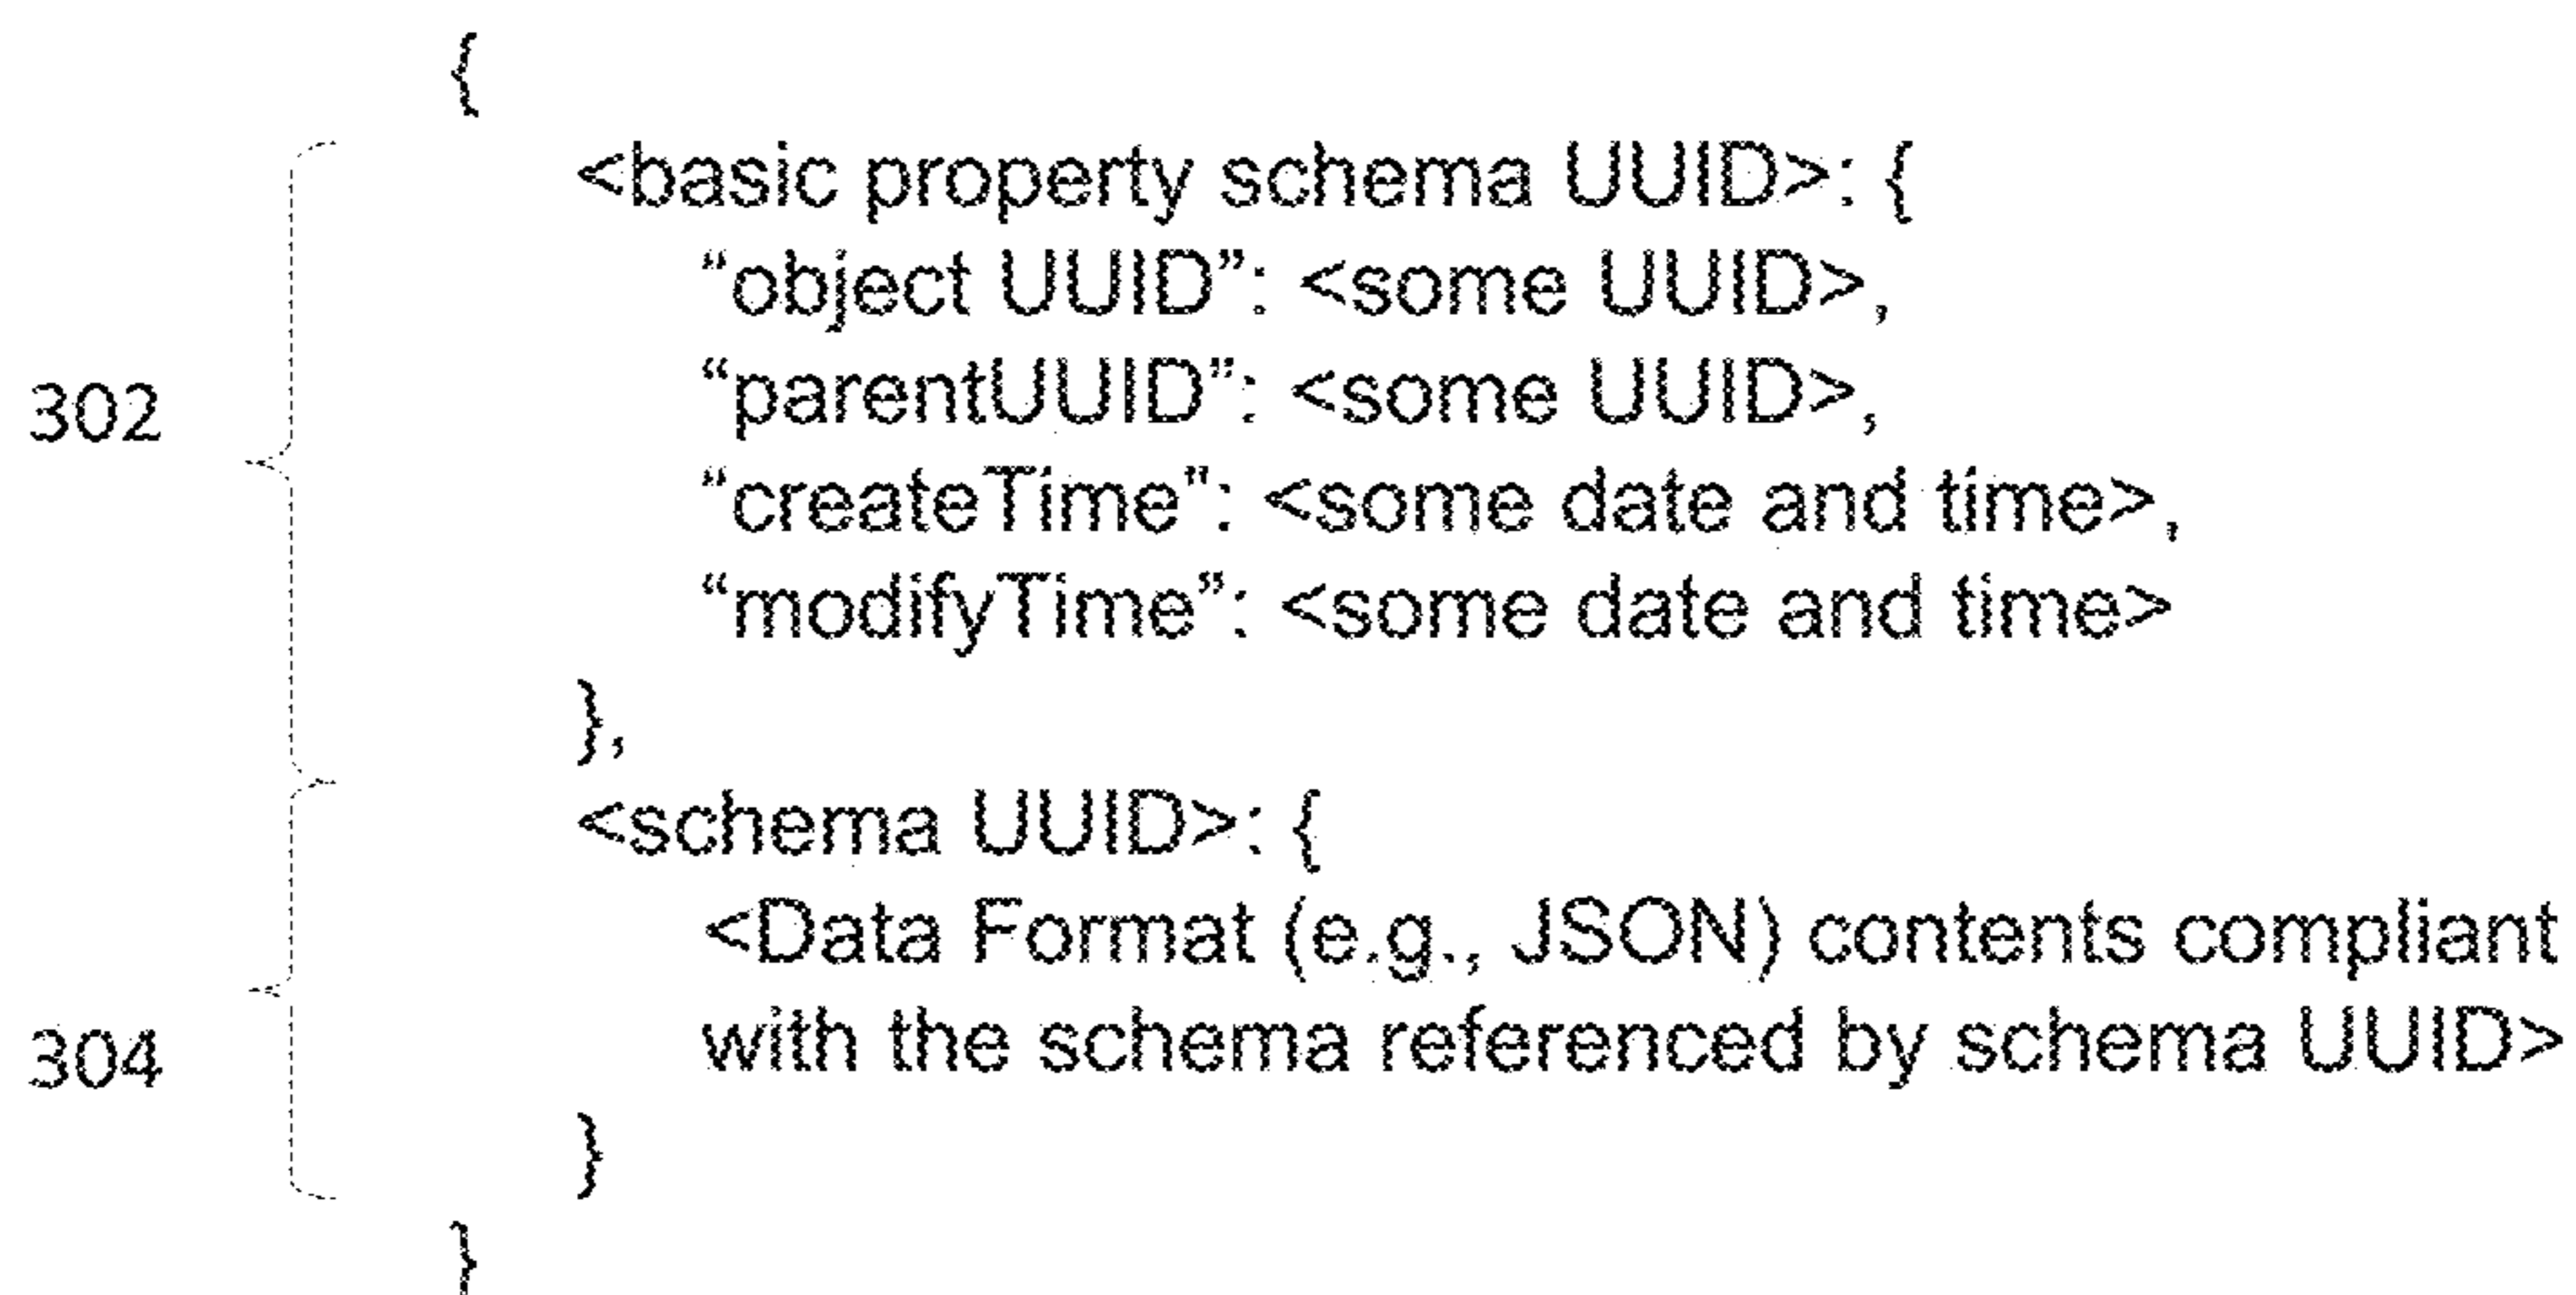 {
<basic property schema UUID>: {
“object UUID”: <some UUID>,
“parentUUID”: <some UUID>,
302
“createTime”: <some date and time>,
“modifyTime”: <some date and time>
},
<schema UUID>: {
<Data Format (e.g., JSON) contents compliant
with the schema referenced by schema UUID>
304
}
}